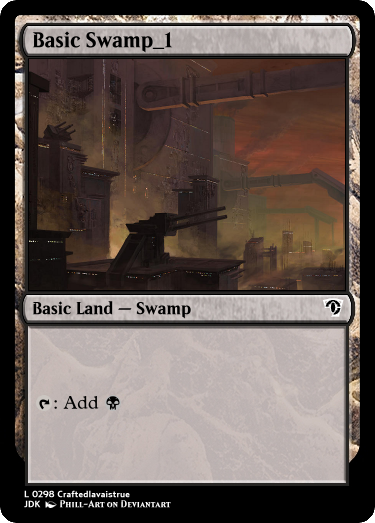 Basic Swamp_1
Basic Land — Swamp
: Add
L 0298 Craftedlavaistrue
JDK Phill-Art on Deviantart